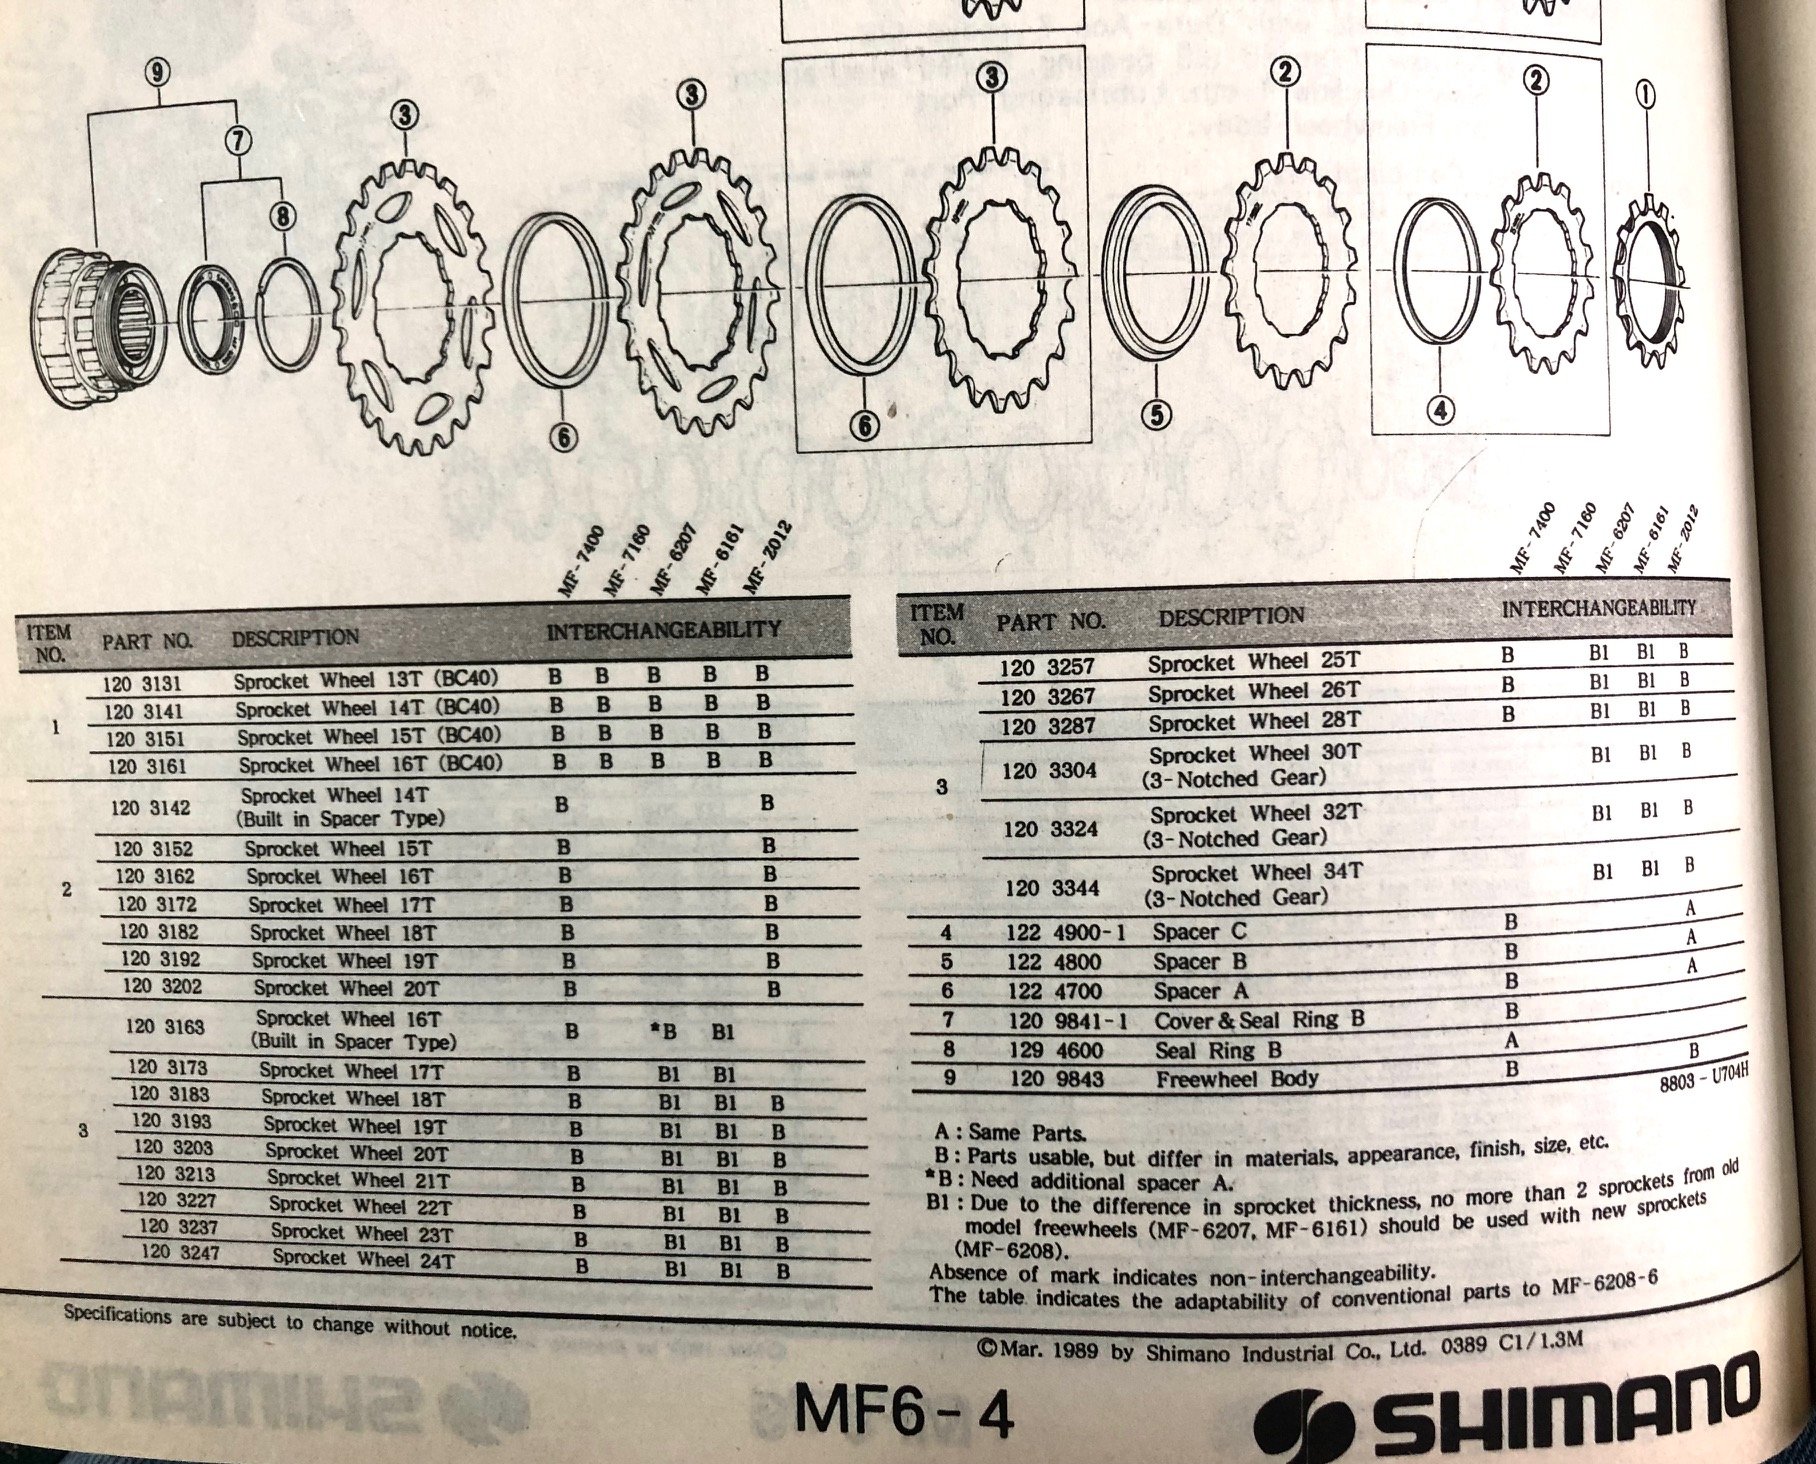 9
7
8
3
3
6
3
6
5
2
2
4
1
MF-7400 MF-7160 MF-6207 MF-6161 MF-Z012
ITEM NO. PART NO. DESCRIPTION INTERCHANGEABILITY
1
120 3131 Sprocket Wheel 13T (BC40) B B B B B
120 3141 Sprocket Wheel 14T (BC40) B B B B B
120 3151 Sprocket Wheel 15T (BC40) B B B B B
120 3161 Sprocket Wheel 16T (BC40) B B B B B
2
120 3142 Sprocket Wheel 14T B B
(Built in Spacer Type)
120 3152 Sprocket Wheel 15T B B
120 3162 Sprocket Wheel 16T B B
120 3172 Sprocket Wheel 17T B B
120 3182 Sprocket Wheel 18T B B
120 3192 Sprocket Wheel 19T B B
120 3202 Sprocket Wheel 20T B B
3
120 3163 Sprocket Wheel 16T B *B B1
(Built in Spacer Type)
120 3173 Sprocket Wheel 17T B B1 B1
120 3183 Sprocket Wheel 18T B B1 B1 B
120 3193 Sprocket Wheel 19T B B1 B1 B
120 3203 Sprocket Wheel 20T B B1 B1 B
120 3213 Sprocket Wheel 21T B B1 B1 B
120 3227 Sprocket Wheel 22T B B1 B1 B
120 3237 Sprocket Wheel 23T B B1 B1 B
120 3247 Sprocket Wheel 24T B B1 B1 B
MF-7400 MF-7160 MF-6207 MF-6161 MF-Z012
ITEM NO. PART NO. DESCRIPTION INTERCHANGEABILITY
3
120 3257 Sprocket Wheel 25T B B1 B1 B
120 3267 Sprocket Wheel 26T B B1 B1 B
120 3287 Sprocket Wheel 28T B B1 B1 B
120 3304 Sprocket Wheel 30T B1 B1 B
(3-Notched Gear)
120 3324 Sprocket Wheel 32T B1 B1 B
(3-Notched Gear)
120 3344 Sprocket Wheel 34T B1 B1 B
(3-Notched Gear)
4 122 4900-1 Spacer C B A
5 122 4800 Spacer B B A
6 122 4700 Spacer A B A
7 120 9841-1 Cover & Seal Ring B B
8 129 4600 Seal Ring B A
9 120 9843 Freewheel Body B B
8803-U704H
A : Same Parts.
B : Parts usable, but differ in materials, appearance, finish, size, etc.
*B : Need additional spacer A.
B1 : Due to the difference in sprocket thickness, no more than 2 sprockets from old
model freewheels (MF-6207, MF-6161) should be used with new sprockets
(MF-6208).
Absence of mark indicates non-interchangeability.
The table indicates the adaptability of conventional parts to MF-6208-6
Specifications are subject to change without notice.
©Mar. 1989 by Shimano Industrial Co., Ltd. 0389 C1/1.3M
MF6-4
SHIMANO